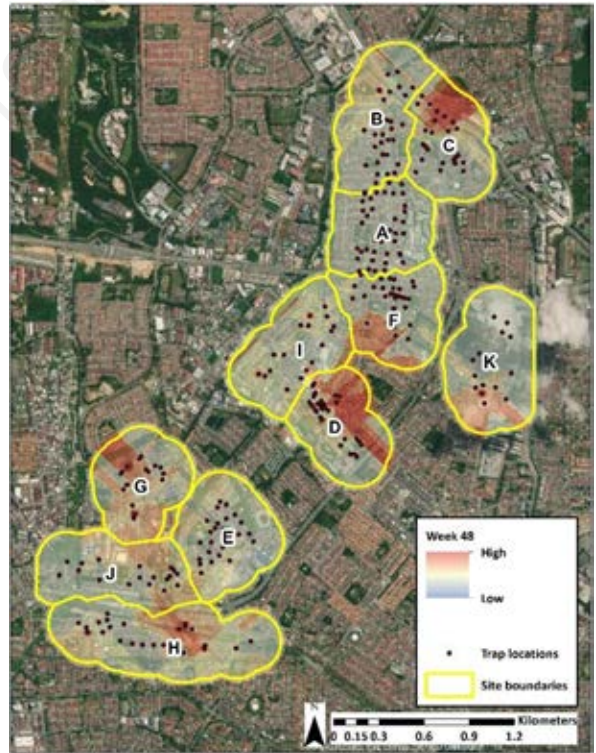 B
C
A
F
I
K
D
G
E
J
H
Week 48
High
Low
Trap locations
Site boundaries
N
Kilometers
0 0.15 0.3 0.6 0.9 1.2